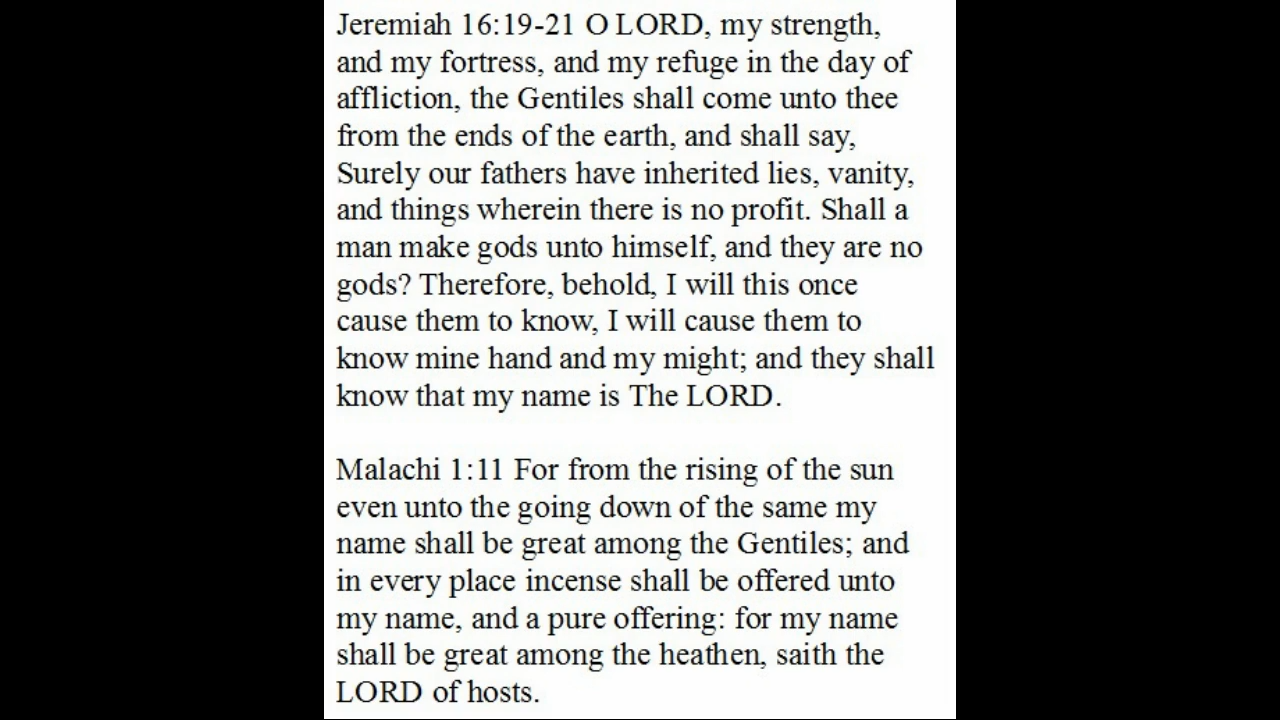 Jeremiah 16:19-21 O LORD, my strength,
and my fortress, and my refuge in the day of
affliction, the Gentiles shall come unto thee
from the ends of the earth, and shall say,
Surely our fathers have inherited lies, vanity,
and things wherein there is no profit. Shall a
man make gods unto himself, and they are no
gods? Therefore, behold, I will this once
cause them to know, I will cause them to
know mine hand and my might; and they shall
know that my name is The LORD.
Malachi 1:11 For from the rising of the sun
even unto the going down of the same my
name shall be great among the Gentiles; and
in every place incense shall be offered unto
my name, and a pure offering: for my name
shall be great among the heathen, saith the
LORD of hosts.